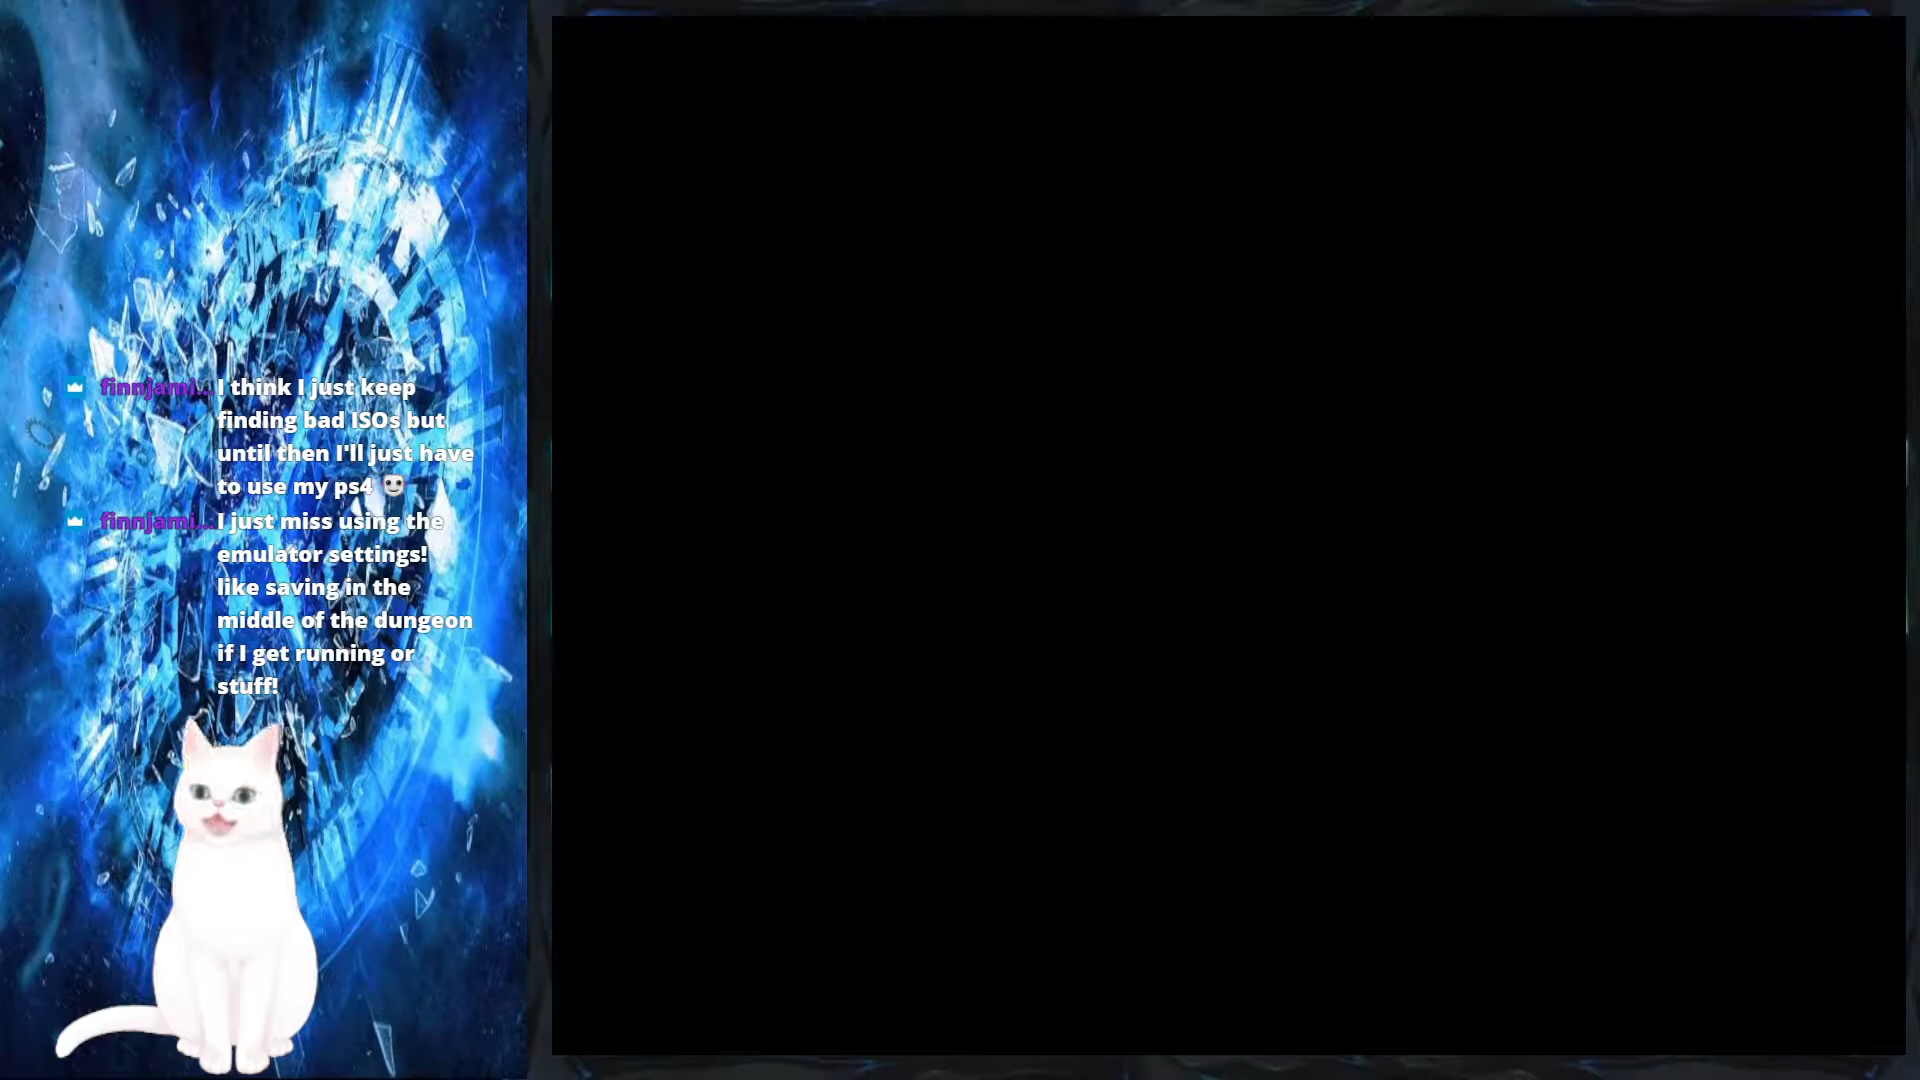 finnjami... I think I just keep
finding bad ISOs but
until then I'll just have
to use my ps4
finnjami... I just miss using the
emulator settings!
like saving in the
middle of the dungeon
if I get running or
stuff!